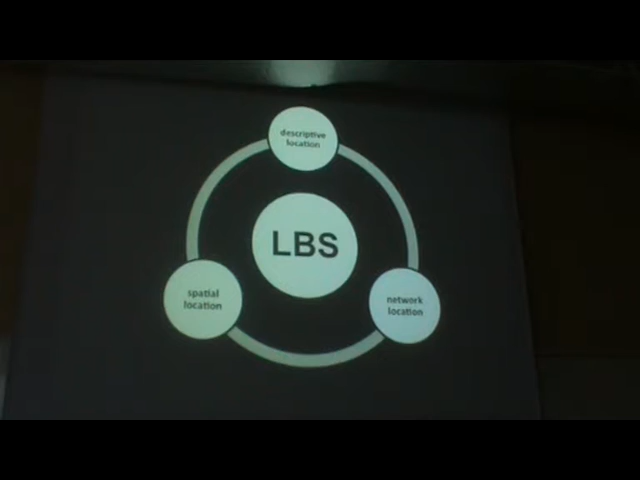 descriptive
location
LBS
spatial
location
network
location